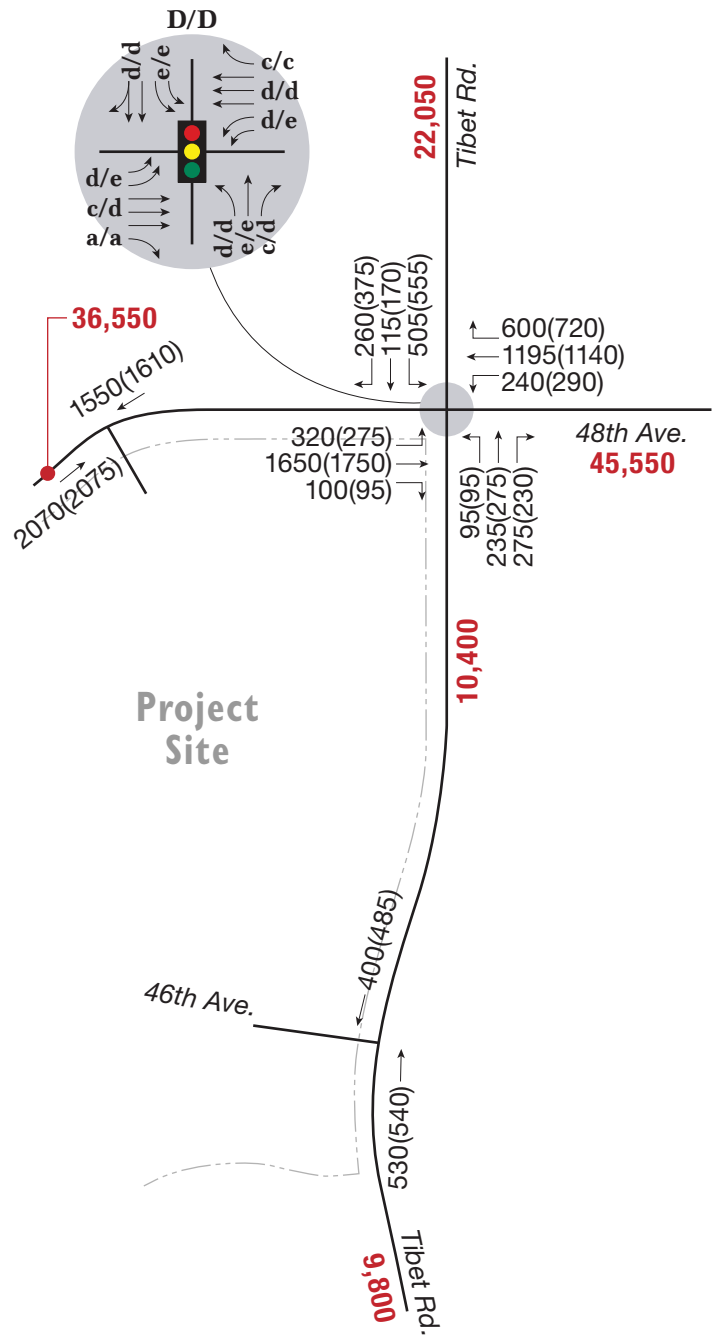 D/D
d/d
e/e
c/c
d/d
d/e
d/e
c/d
a/a
d/d
e/e
c/d
22,050
Tibet Rd.
36,550
1550(1610)
2070(2075)
260(375)
115(170)
505(555)
600(720)
1195(1140)
240(290)
320(275)
1650(1750)
100(95)
95(95)
235(275)
275(230)
48th Ave.
45,550
10,400
Project
Site
400(485)
46th Ave.
530(540)
Tibet Rd.
9,800